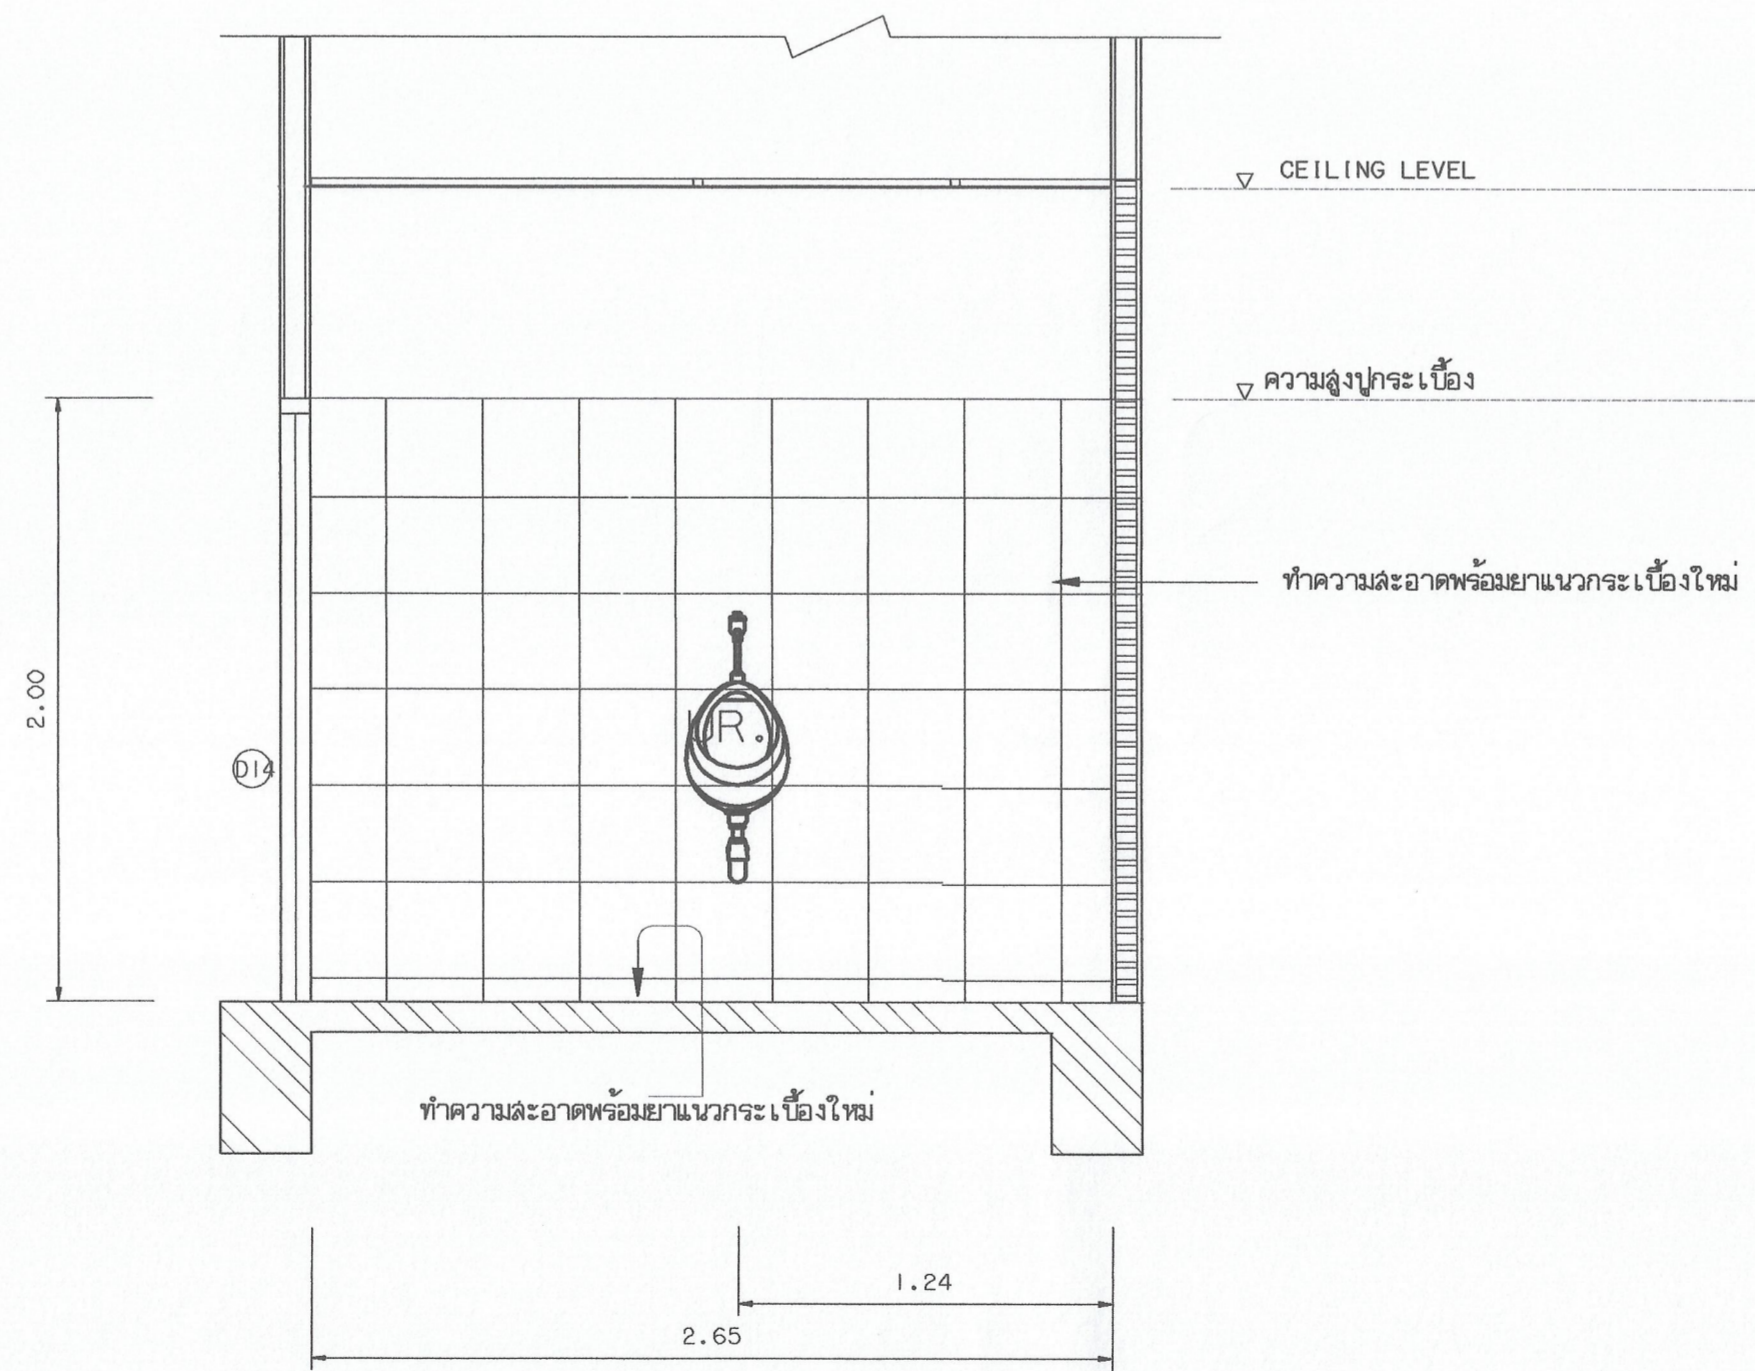 CEILING LEVEL
ความสูงปูกระเบื้อง
ทำความสะอาดพร้อมยาแนวกระเบื้องใหม่
2.00
UR.
D14
ทำความสะอาดพร้อมยาแนวกระเบื้องใหม่
1.24
2.65